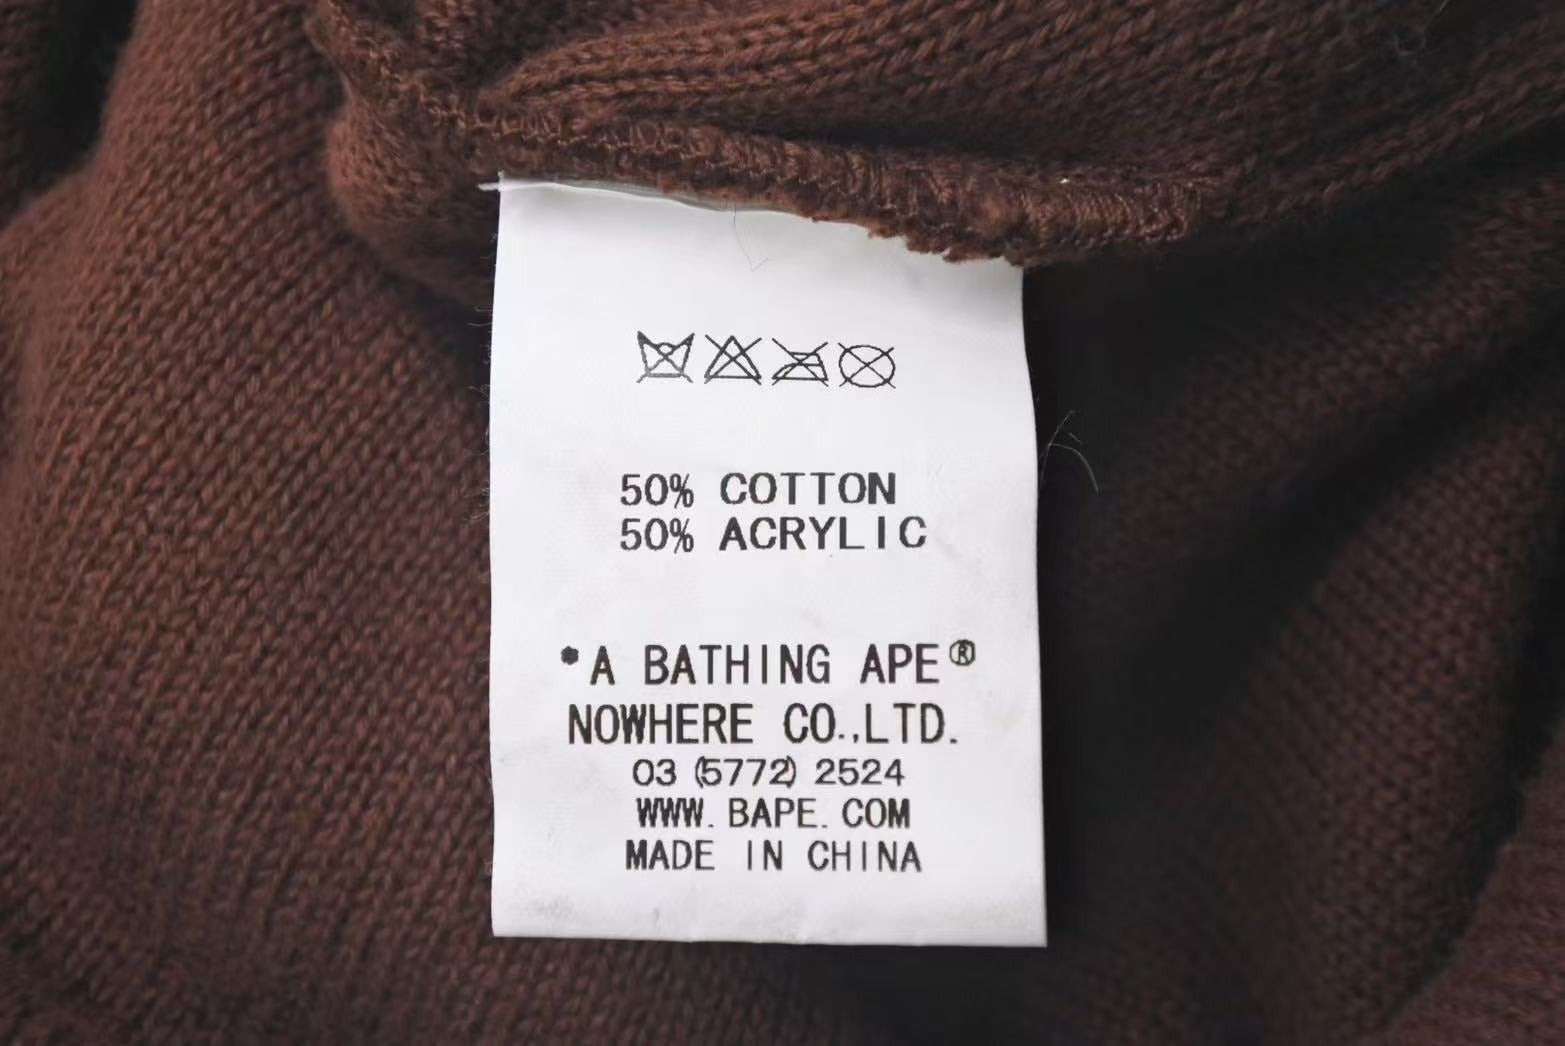 50% COTTON
50% ACRYLIC
*A BATHING APE®
NOWHERE CO.,LTD.
03 (5772) 2524
WWW. BAPE. COM
MADE IN CHINA